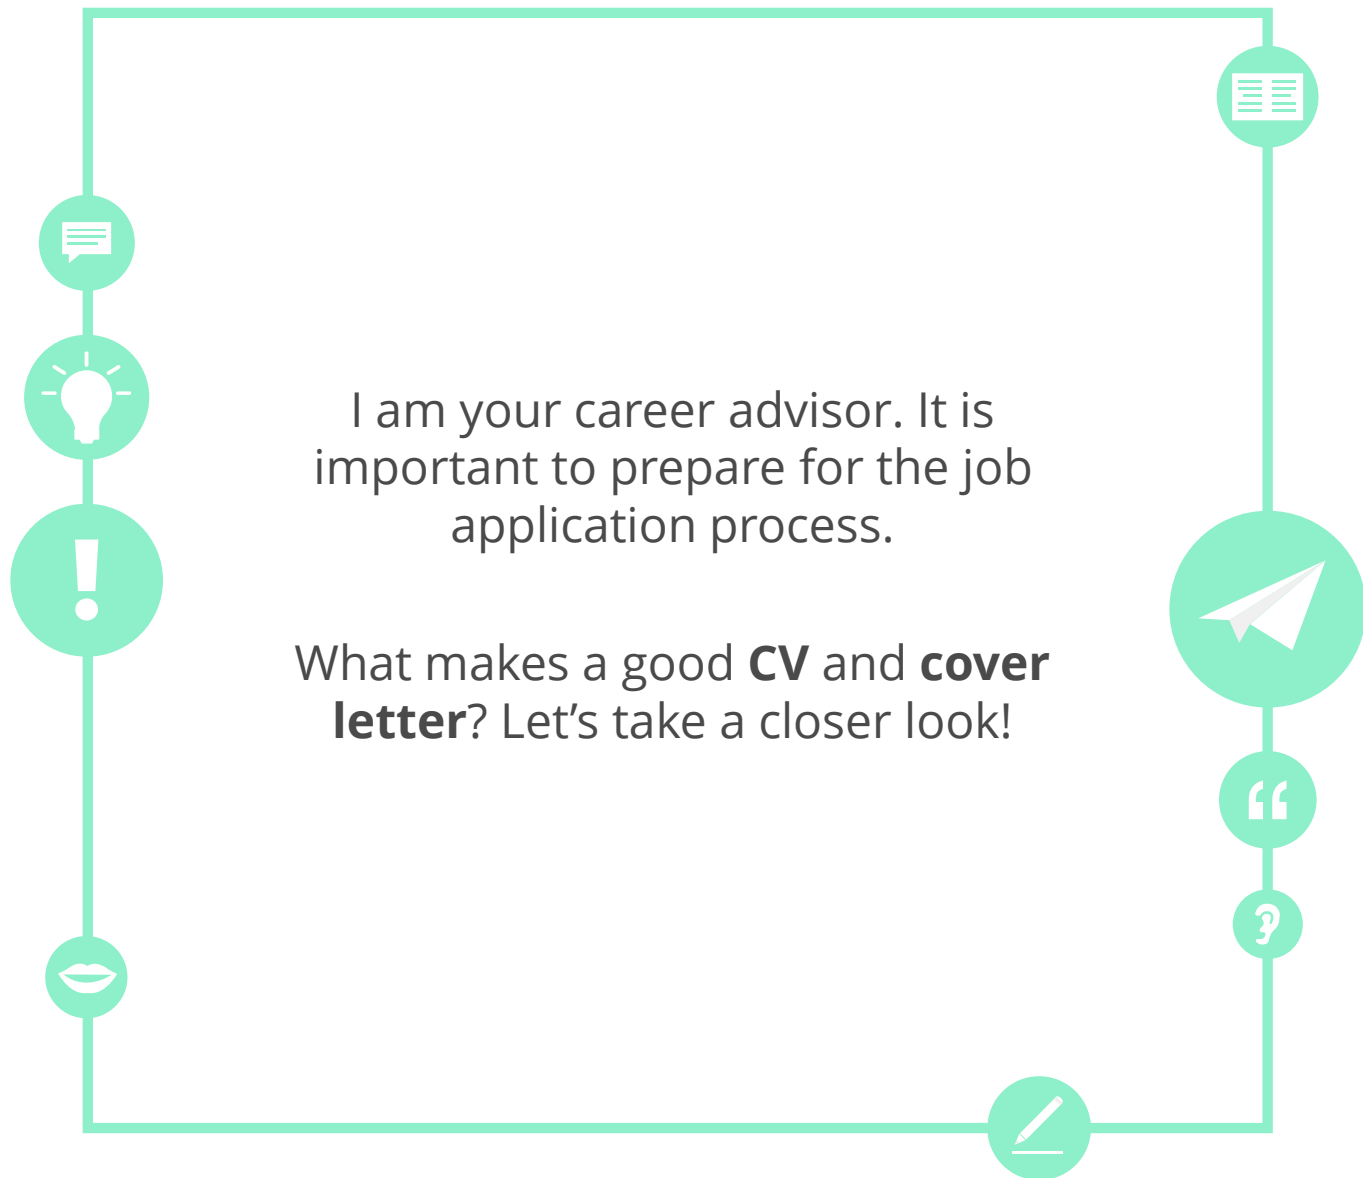 I am your career advisor. It is
important to prepare for the job
application process.
What makes a good CV and cover
letter? Let’s take a closer look!